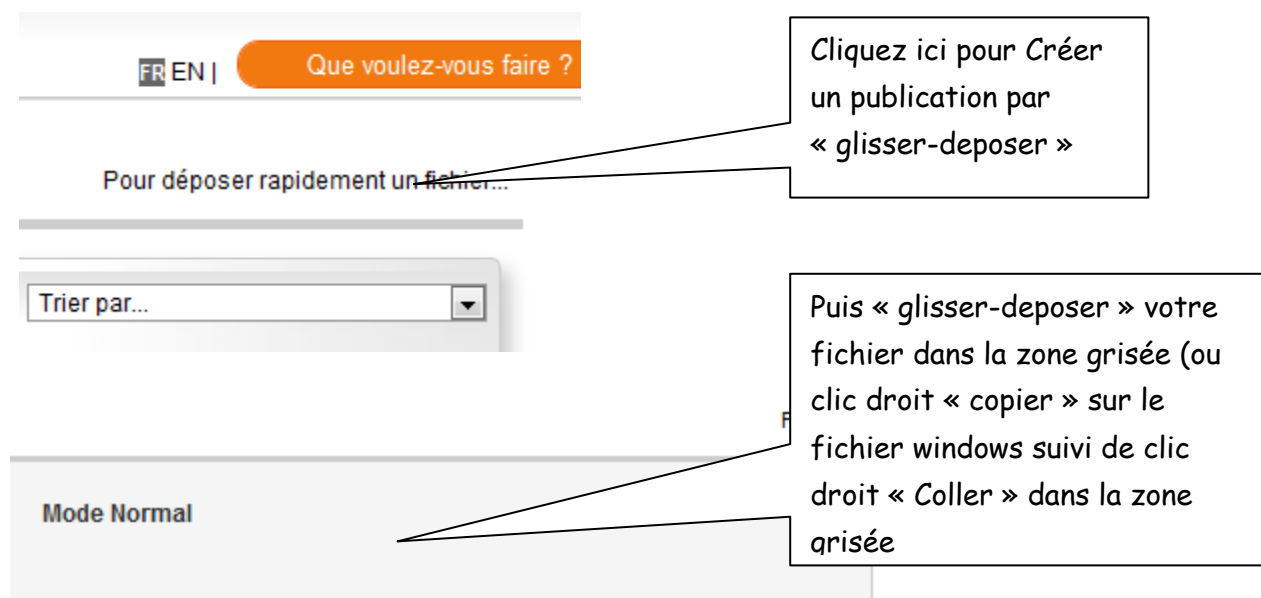 FR EN | Que voulez-vous faire ?
Cliquez ici pour Créer
un publication par
« glisser-deposer »
Pour déposer rapidement un fichier...
Trier par...
Puis « glisser-deposer » votre
fichier dans la zone grisée (ou
clic droit « copier » sur le
fichier windows suivi de clic
droit « Coller » dans la zone
grisée
Mode Normal